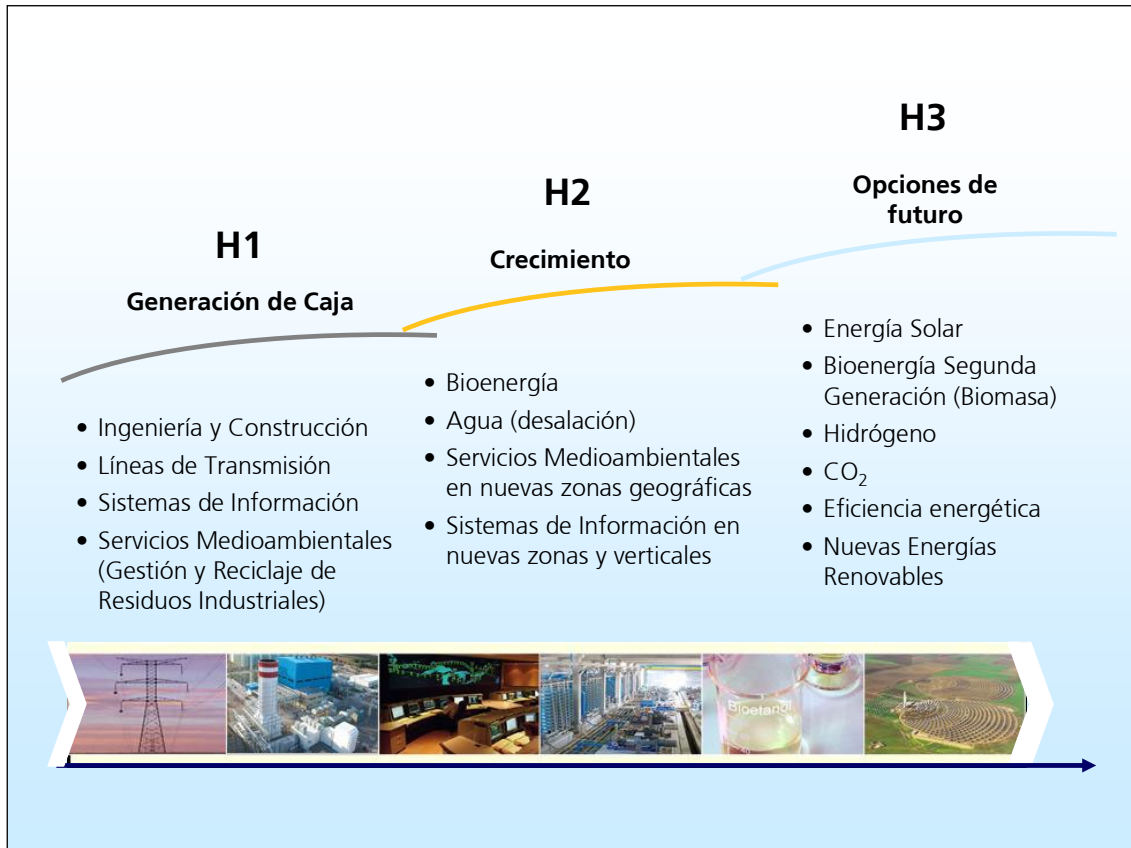 H1
Generación de Caja
• Ingeniería y Construcción
• Líneas de Transmisión
• Sistemas de Información
• Servicios Medioambientales
(Gestión y Reciclaje de
Residuos Industriales)
H2
Crecimiento
• Bioenergía
• Agua (desalación)
• Servicios Medioambientales
en nuevas zonas geográficas
• Sistemas de Información en
nuevas zonas y verticales
H3
Opciones de
futuro
• Energía Solar
• Bioenergía Segunda
Generación (Biomasa)
• Hidrógeno
• CO₂
• Eficiencia energética
• Nuevas Energías
Renovables
Bioetanol